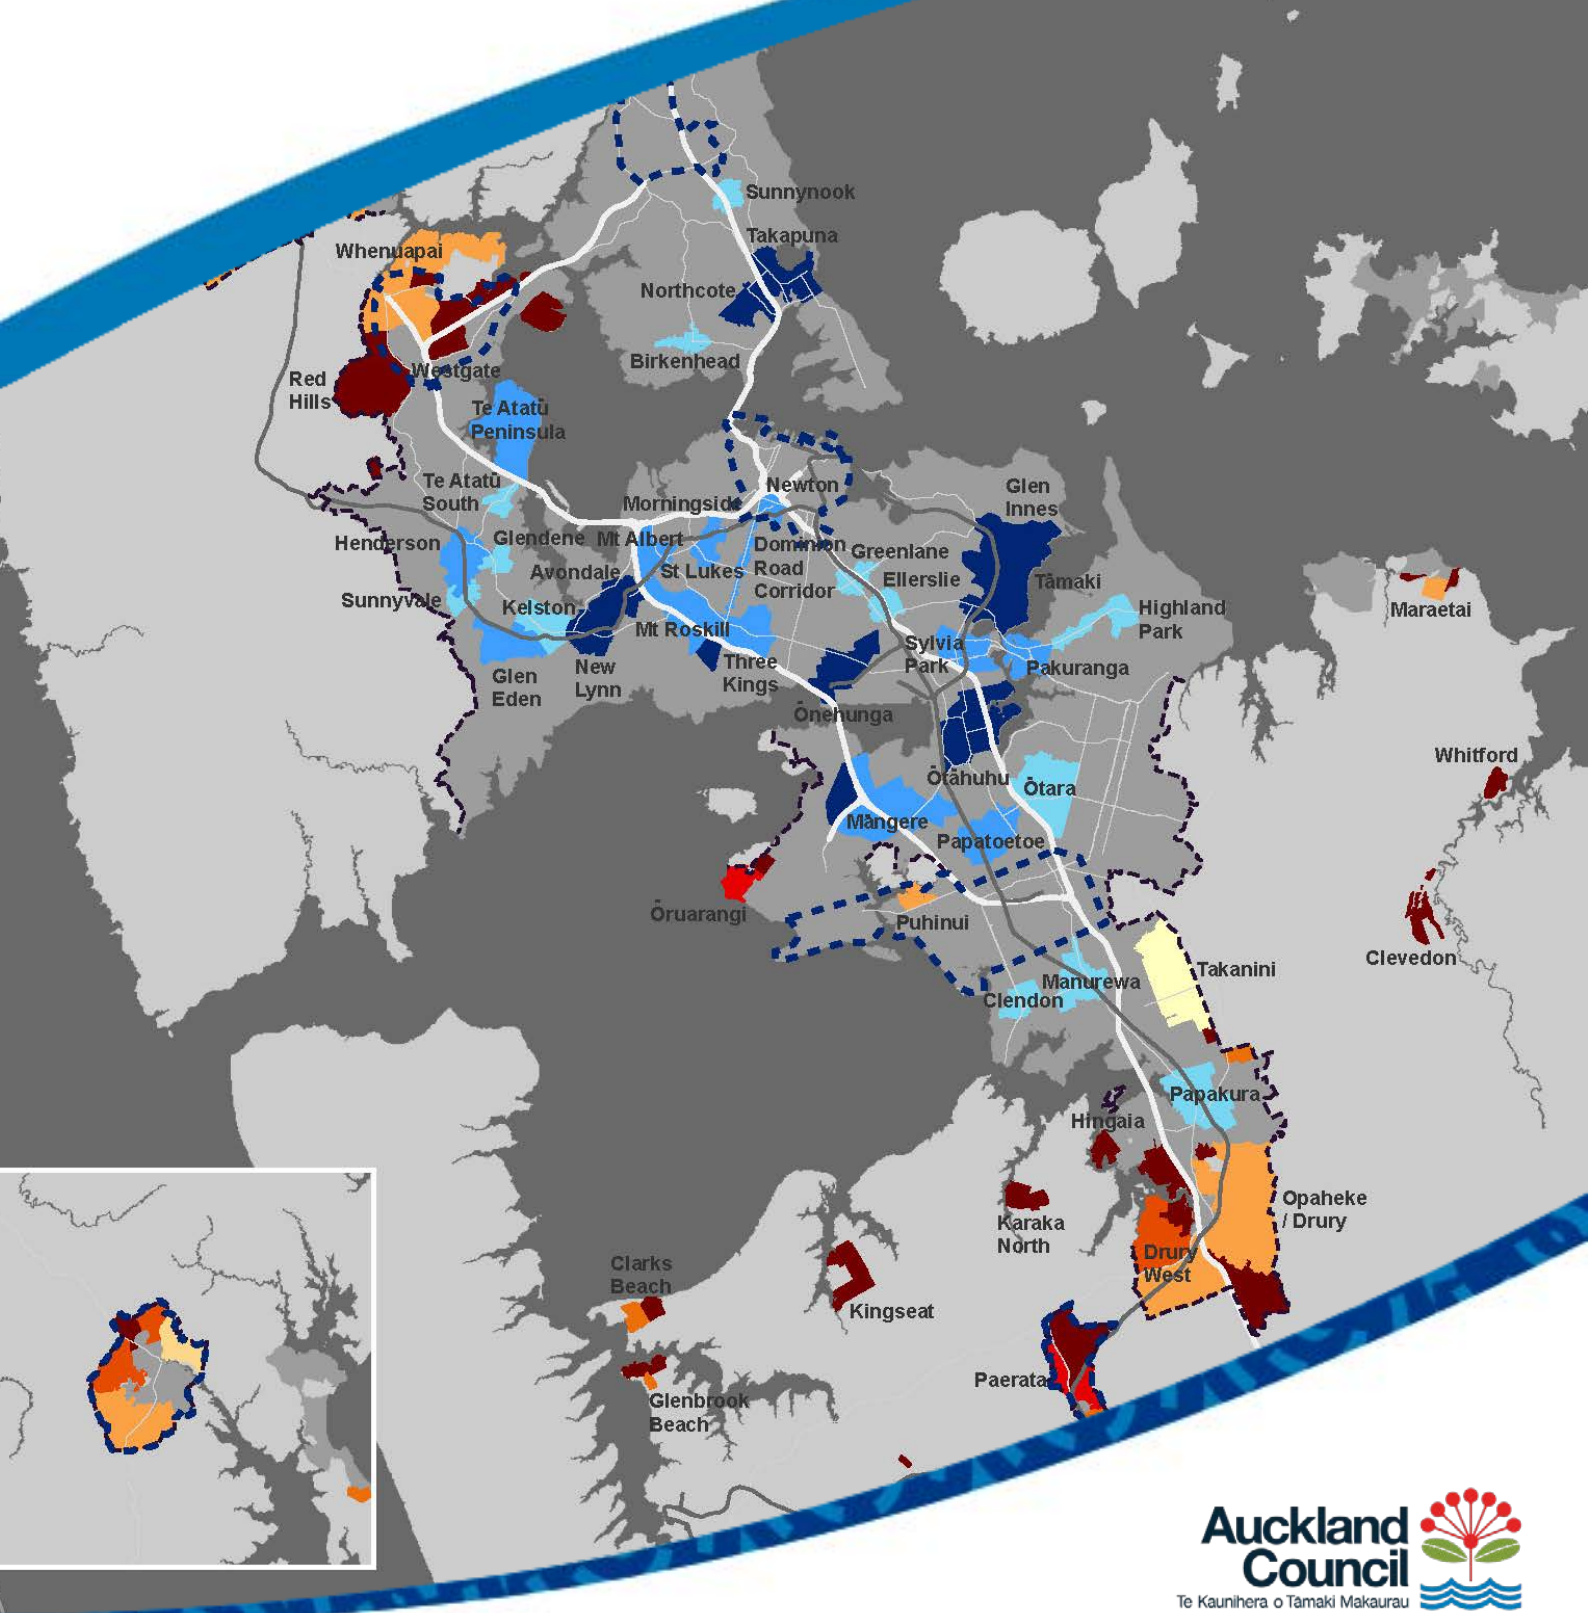 Sunnynook
Takapuna
Whenuapai
Northcote
Birkenhead
Westgate
Red
Hills
Te Atatū
Peninsula
Te Atatū
South
Newton
Glen
Innes
Morningside
Henderson
Glendene
Mt Albert
Dominion
Road
Corridor
Greenlane
Avondale
St Lukes
Ellerslie
Tāmaki
Sunnyvale
Kelston
Highland
Park
Maraetai
Mt Roskill
Sylvia
Park
Pakuranga
Glen
Eden
New
Lynn
Three
Kings
Ōnehunga
Whitford
Ōtāhuhu
Ōtara
Māngere
Papatoetoe
Ōruarangi
Puhinui
Clevedon
Takanini
Manurewa
Clendon
Papakura
Hingaia
Opaheke
/ Drury
Karaka
North
Drury
West
Clarks
Beach
Kingseat
Paerata
Glenbrook
Beach
Auckland
Council
Te Kaunihera o Tāmaki Makaurau